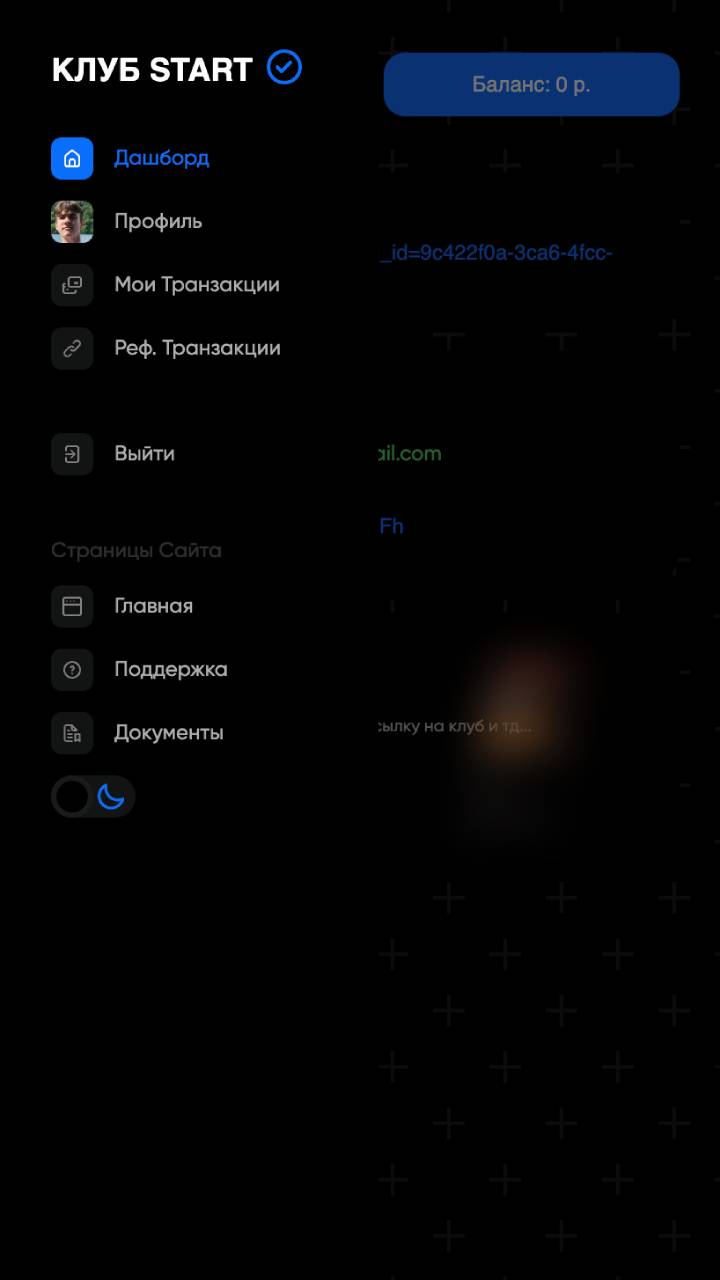 КЛУБ START
Баланс: 0 р.
Дашборд
Профиль
_id=9c422f0a-3ca6-4fcc-
Мои Транзакции
Реф. Транзакции
Выйти
ail.com
Fh
Страницы Сайта
Главная
Поддержка
Документы
сылку на клуб и тд...